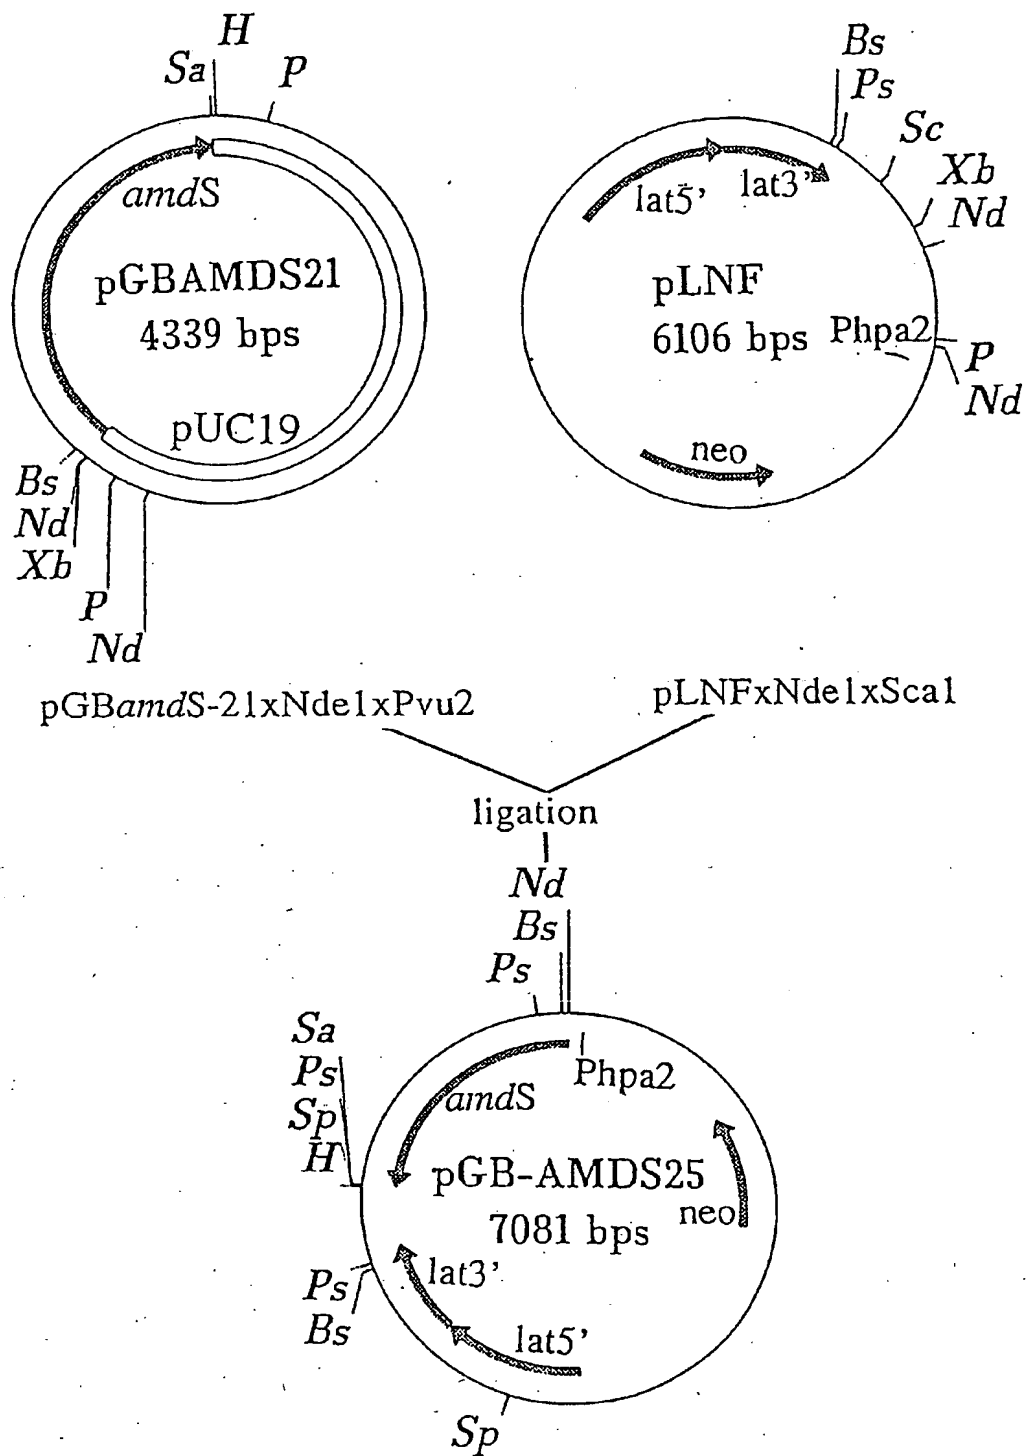 H
Sa
P
amdS
pGBAMDS21
4339 bps
pUC19
Bs
Nd
Xb
P
Nd
Bs
Ps
Sc
Xb
Nd
lat5'
lat3'
pLNF
6106 bps
Phpa2
P
Nd
neo
pGBamdS-21xNde1xPvu2
pLNFxNde1xSca1
ligation
Nd
Bs
Ps
Sa
Ps
Sp
H
Phpa2
amdS
pGB-AMDS25
7081 bps
neo
lat3'
Ps
Bs
lat5'
Sp